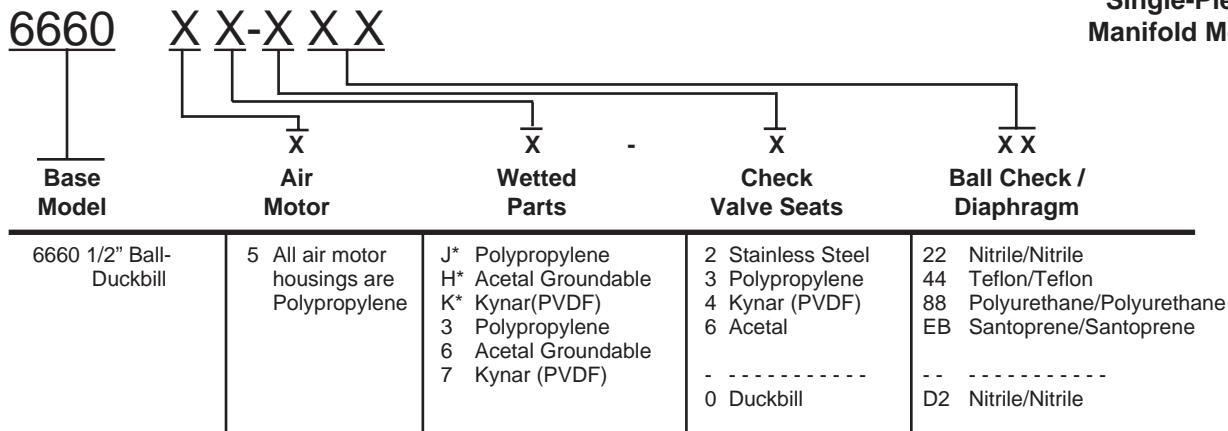 Single-
Manifold
6660 X X-X X X
X X - X X X
Base Model
Air Motor
Wetted Parts
Check Valve Seats
Ball Check / Diaphragm
6660 1/2” Ball-
Duckbill
5 All air motor
housings are
Polypropylene
J* Polypropylene
H* Acetal Groundable
K* Kynar(PVDF)
3 Polypropylene
6 Acetal Groundable
7 Kynar (PVDF)
2 Stainless Steel
3 Polypropylene
4 Kynar (PVDF)
6 Acetal
- - - - - - - - - - - -
0 Duckbill
22 Nitrile/Nitrile
44 Teflon/Teflon
88 Polyurethane/Polyurethane
EB Santoprene/Santoprene
- - - - - - - - - - - - -
D2 Nitrile/Nitrile